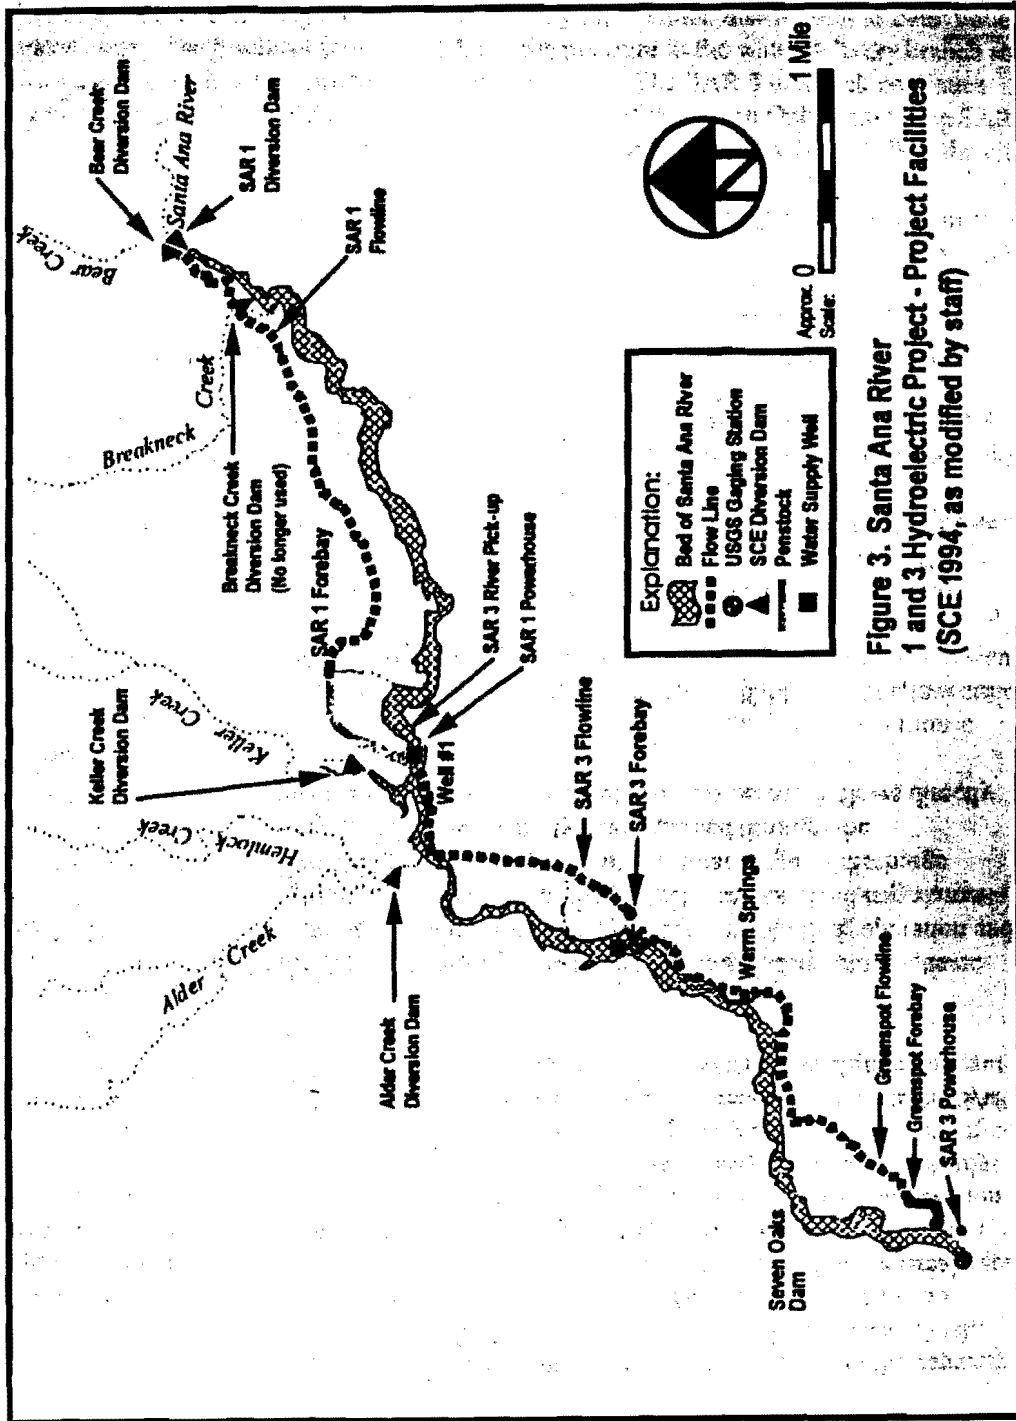 Bear Creek
Diversion Dam
Santa Ana River
SAR 1
Diversion Dam
Bear Creek
SAR 1
Flowline
Breakneck Creek
Breakneck Creek
Diversion Dam
(No longer used)
SAR 1 Forebay
SAR 3 River Pick-up
SAR 1 Powerhouse
Keller Creek
Keller Creek
Diversion Dam
Well #1
Hemlock Creek
SAR 3 Flowline
SAR 3 Forebay
Alder Creek
Alder Creek
Diversion Dam
Warm Springs
Greenspot Flowline
Greenspot Forebay
SAR 3 Powerhouse
Seven Oaks
Dam
N
Approx.
Scale:
0
1 Mile
Explanation:
Bed of Santa Ana River
Flow Line
USGS Gaging Station
SCE Diversion Dam
Penstock
Water Supply Well
Figure 3. Santa Ana River
1 and 3 Hydroelectric Project - Project Facilities
(SCE 1994, as modified by staff)